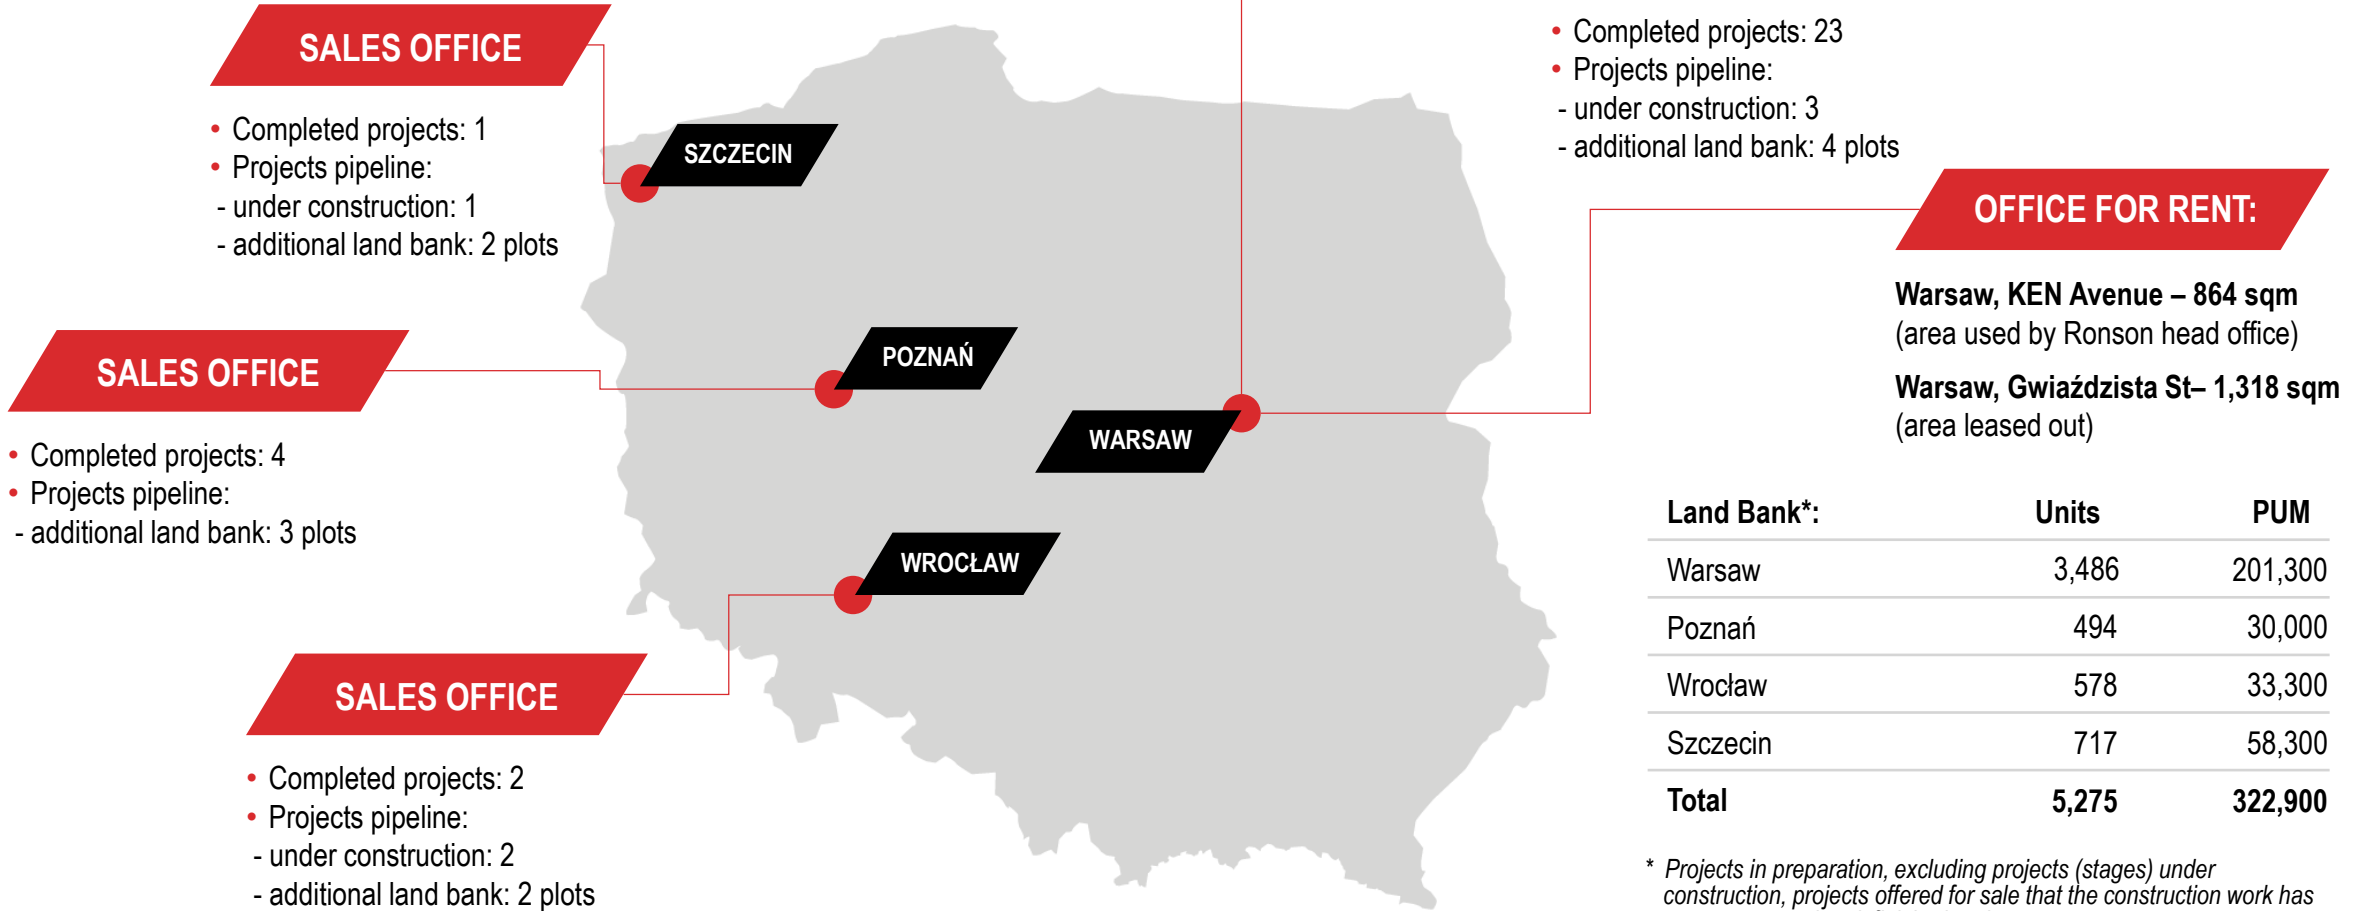 SALES OFFICE
• Completed projects: 1
• Projects pipeline:
- under construction: 1
- additional land bank: 2 plots
SALES OFFICE
• Completed projects: 4
• Projects pipeline:
- additional land bank: 3 plots
SALES OFFICE
• Completed projects: 2
• Projects pipeline:
- under construction: 2
- additional land bank: 2 plots
SZCZECIN
POZNAŃ
WARSAW
WROCŁAW
• Completed projects: 23
• Projects pipeline:
- under construction: 3
- additional land bank: 4 plots
OFFICE FOR RENT:
Warsaw, KEN Avenue – 864 sqm
(area used by Ronson head office)
Warsaw, Gwiaździsta St– 1,318 sqm
(area leased out)
Land Bank*: Units PUM
Warsaw 3,486 201,300
Poznań 494 30,000
Wrocław 578 33,300
Szczecin 717 58,300
Total 5,275 322,900
* Projects in preparation, excluding projects (stages) under
construction, projects offered for sale that the construction work has